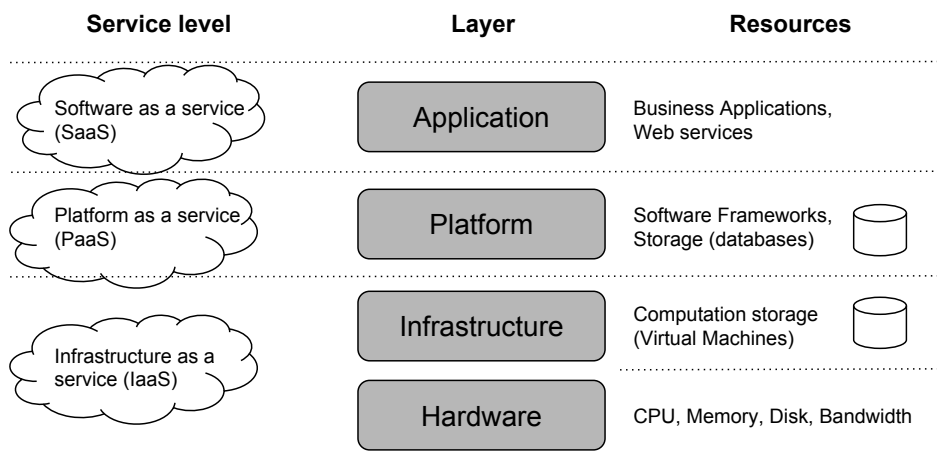 Service level Layer Resources
Software as a service
(SaaS)
Application
Business Applications,
Web services
Platform as a service
(PaaS)
Platform
Software Frameworks,
Storage (databases)
Infrastructure as a
service (IaaS)
Infrastructure
Computation storage
(Virtual Machines)
Hardware
CPU, Memory, Disk, Bandwidth